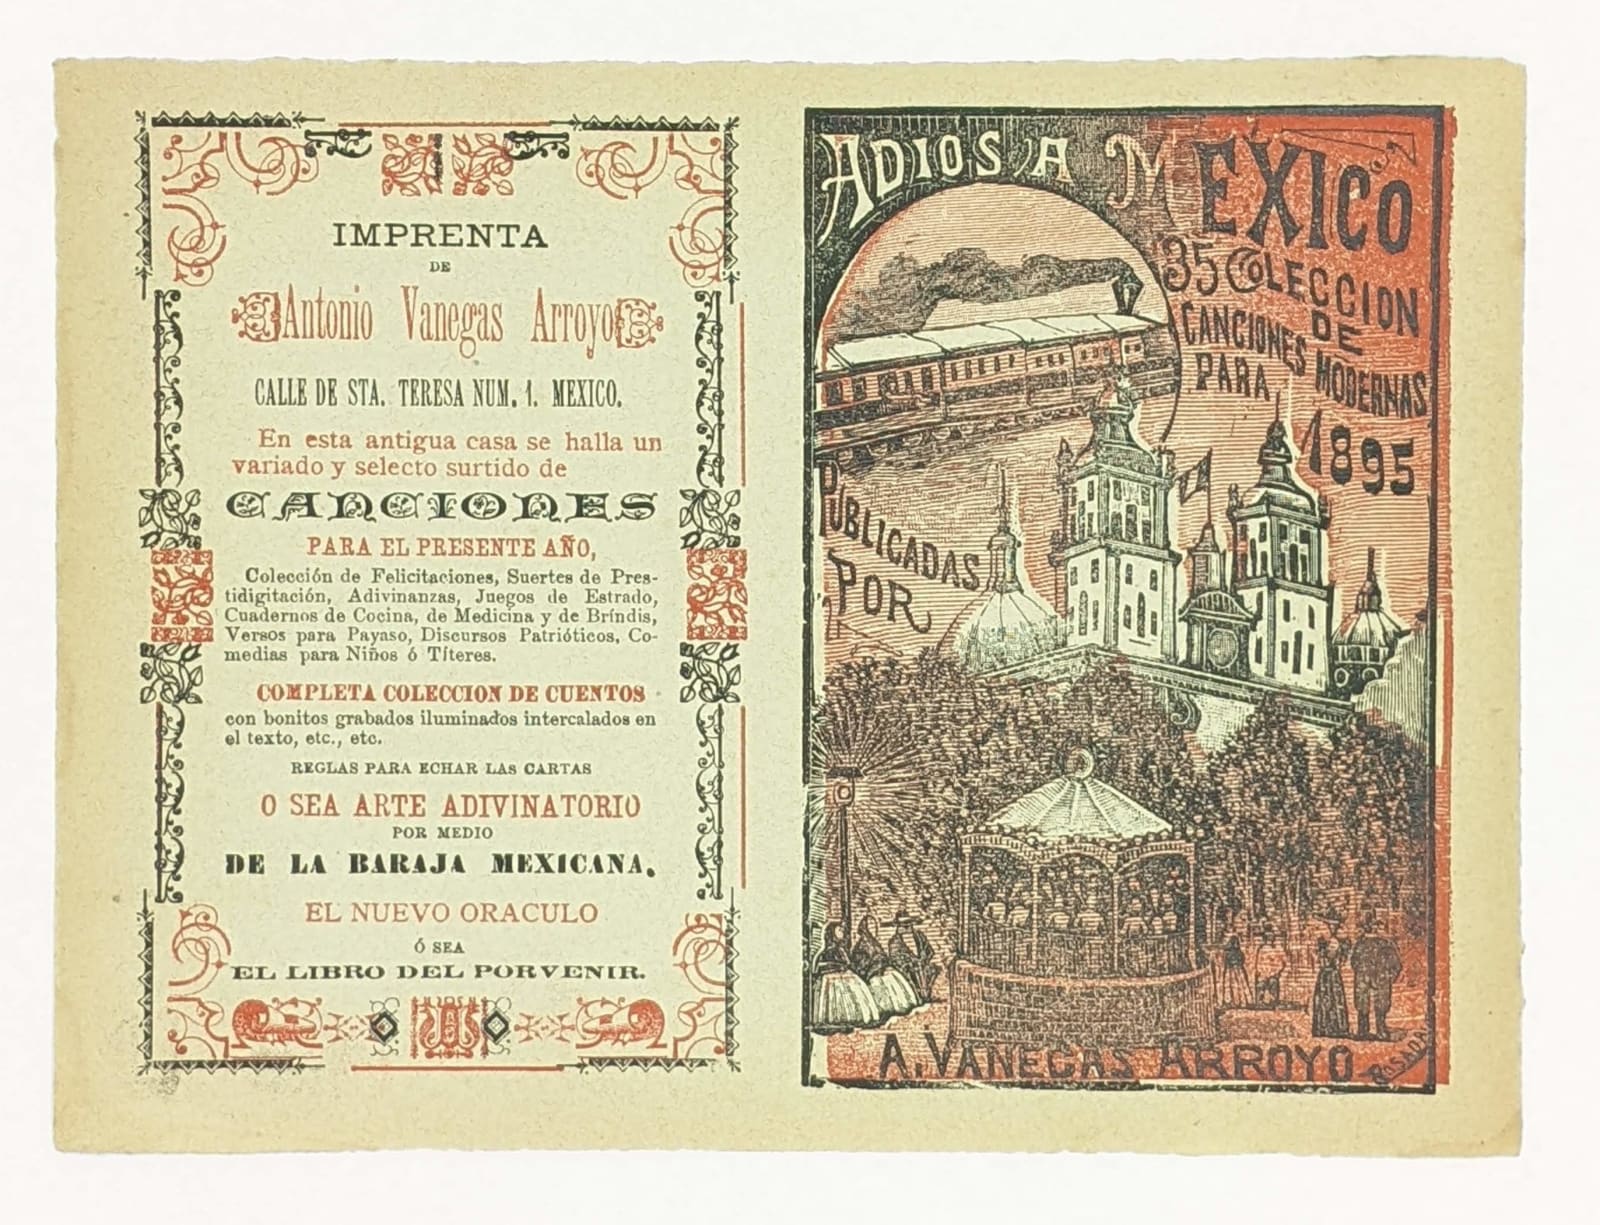 IMPRENTA
DE
Antonio Vanegas Arroyo
CALLE DE STA. TERESA NUM. 1. MEXICO.
En esta antigua casa se halla un
variado y selecto surtido de
CANCIONES
PARA EL PRESENTE AÑO,
Colección de Felicitaciones, Suertes de Pres-
tidigitación, Adivinanzas, Juegos de Estrado,
Cuadernos de Cocina, de Medicina y de Bríndis,
Versos para Payaso, Discursos Patrióticos, Co-
medias para Niños ó Títeres.
COMPLETA COLECCION DE CUENTOS
con bonitos grabados iluminados intercalados en
el texto, etc., etc.
REGLAS PARA ECHAR LAS CARTAS
O SEA ARTE ADIVINATORIO
POR MEDIO
DE LA BARAJA MEXICANA.
EL NUEVO ORACULO
Ó SEA
EL LIBRO DEL PORVENIR.
ADIOS A MÉXICO
35 COLECCION
DE
CANCIONES MODERNAS
PARA 1895
PUBLICADAS
POR
A. VANEGAS ARROYO
POSADA